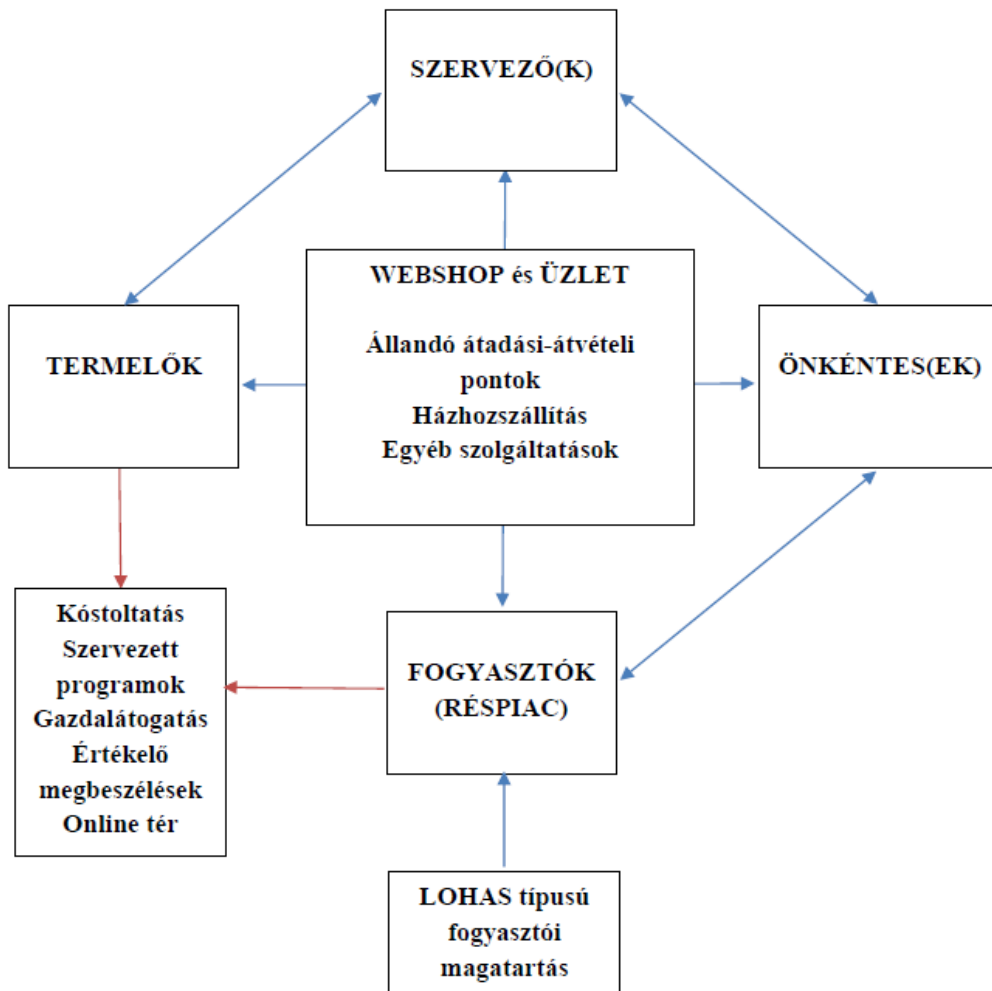 SZERVEZŐ(K)
WEBSHOP és ÜZLET
Állandó átadási-átvételi
pontok
Házhozszállítás
Egyéb szolgáltatások
TERMELŐK
ÖNKÉNTES(EK)
Kóstoltatás
Szervezett
programok
Gazdalátogatás
Értékelő
megbeszélések
Online tér
FOGYASZTÓK
(RÉSPIAC)
LOHAS típusú
fogyasztói
magatartás